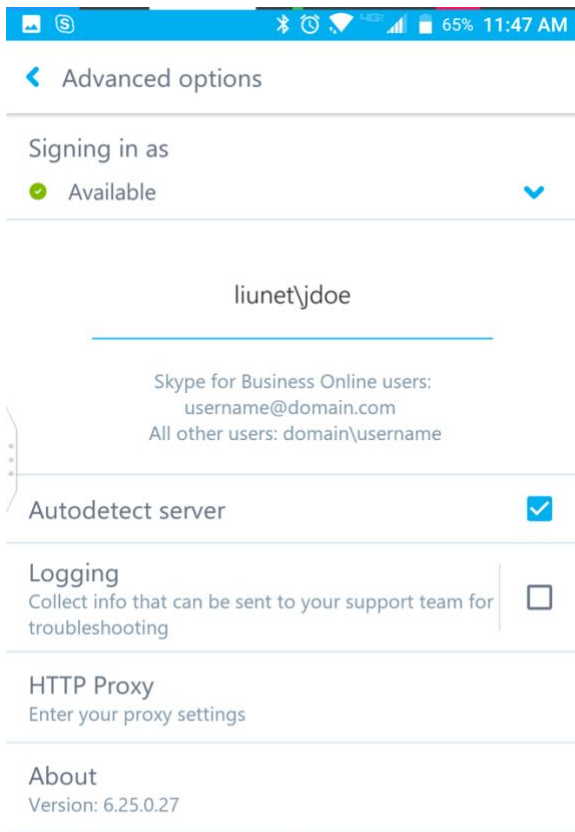 4G 65% 11:47 AM
Advanced options
Signing in as
Available
liunet\jdoe
Skype for Business Online users:
username@domain.com
All other users: domain\username
Autodetect server
Logging
Collect info that can be sent to your support team for
troubleshooting
HTTP Proxy
Enter your proxy settings
About
Version: 6.25.0.27